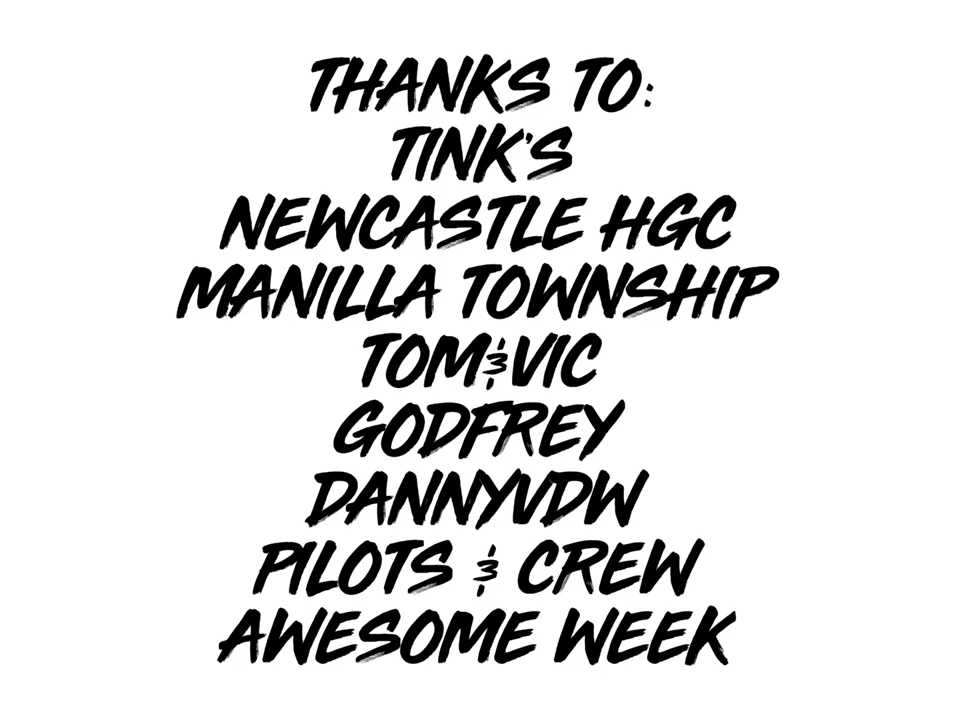 THANKS TO:
TINK'S
NEWCASTLE HGC
MANILLA TOWNSHIP
TOM&VIC
GODFREY
DANNYVDW
PILOTS & CREW
AWESOME WEEK